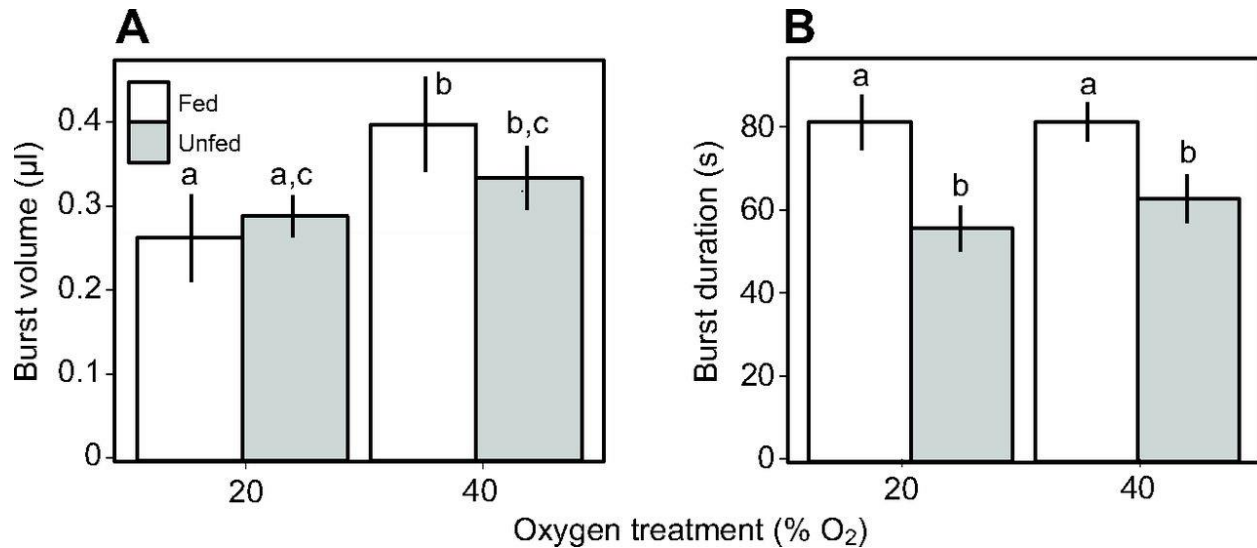 A
Burst volume (µl)
0.4
0.3
0.2
0.1
0
Fed
Unfed
a
a,c
b
b,c
20
40
B
Burst duration (s)
80
60
40
20
0
a
b
a
b
20
40
Oxygen treatment (% O₂)